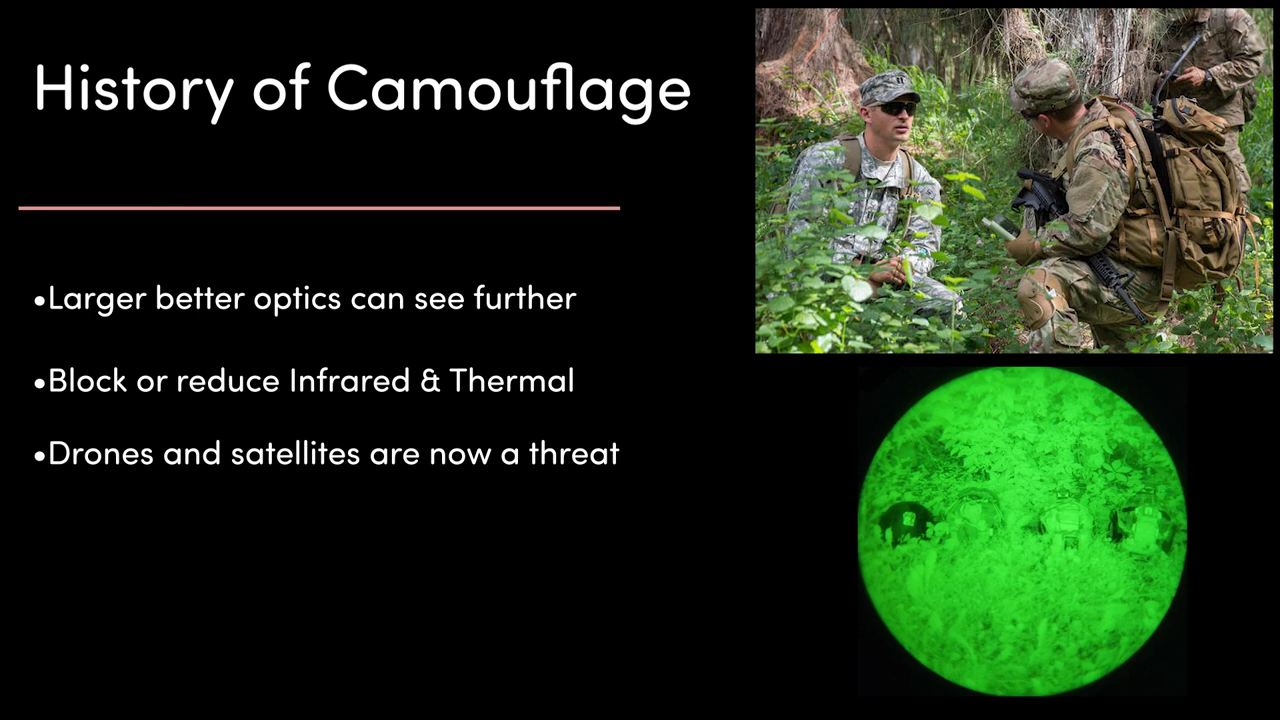 History of Camouflage
•Larger better optics can see further
•Block or reduce Infrared & Thermal
•Drones and satellites are now a threat